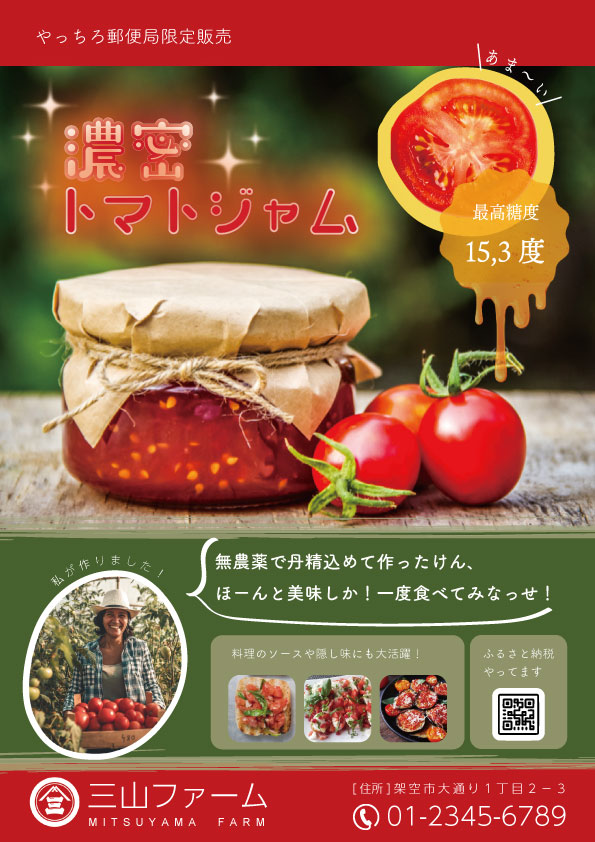 やっちろ郵便局限定販売
あま〜い
濃密
トマトジャム
最高糖度
15,3 度
私が作りました！
無農薬で丹精込めて作ったけん、
ほーんと美味しか！一度食べてみなっせ！
料理のソースや隠し味にも大活躍！
ふるさと納税
やってます
三山ファーム
MITSUYAMA FARM
[住所] 架空市大通り１丁目２－３
01-2345-6789